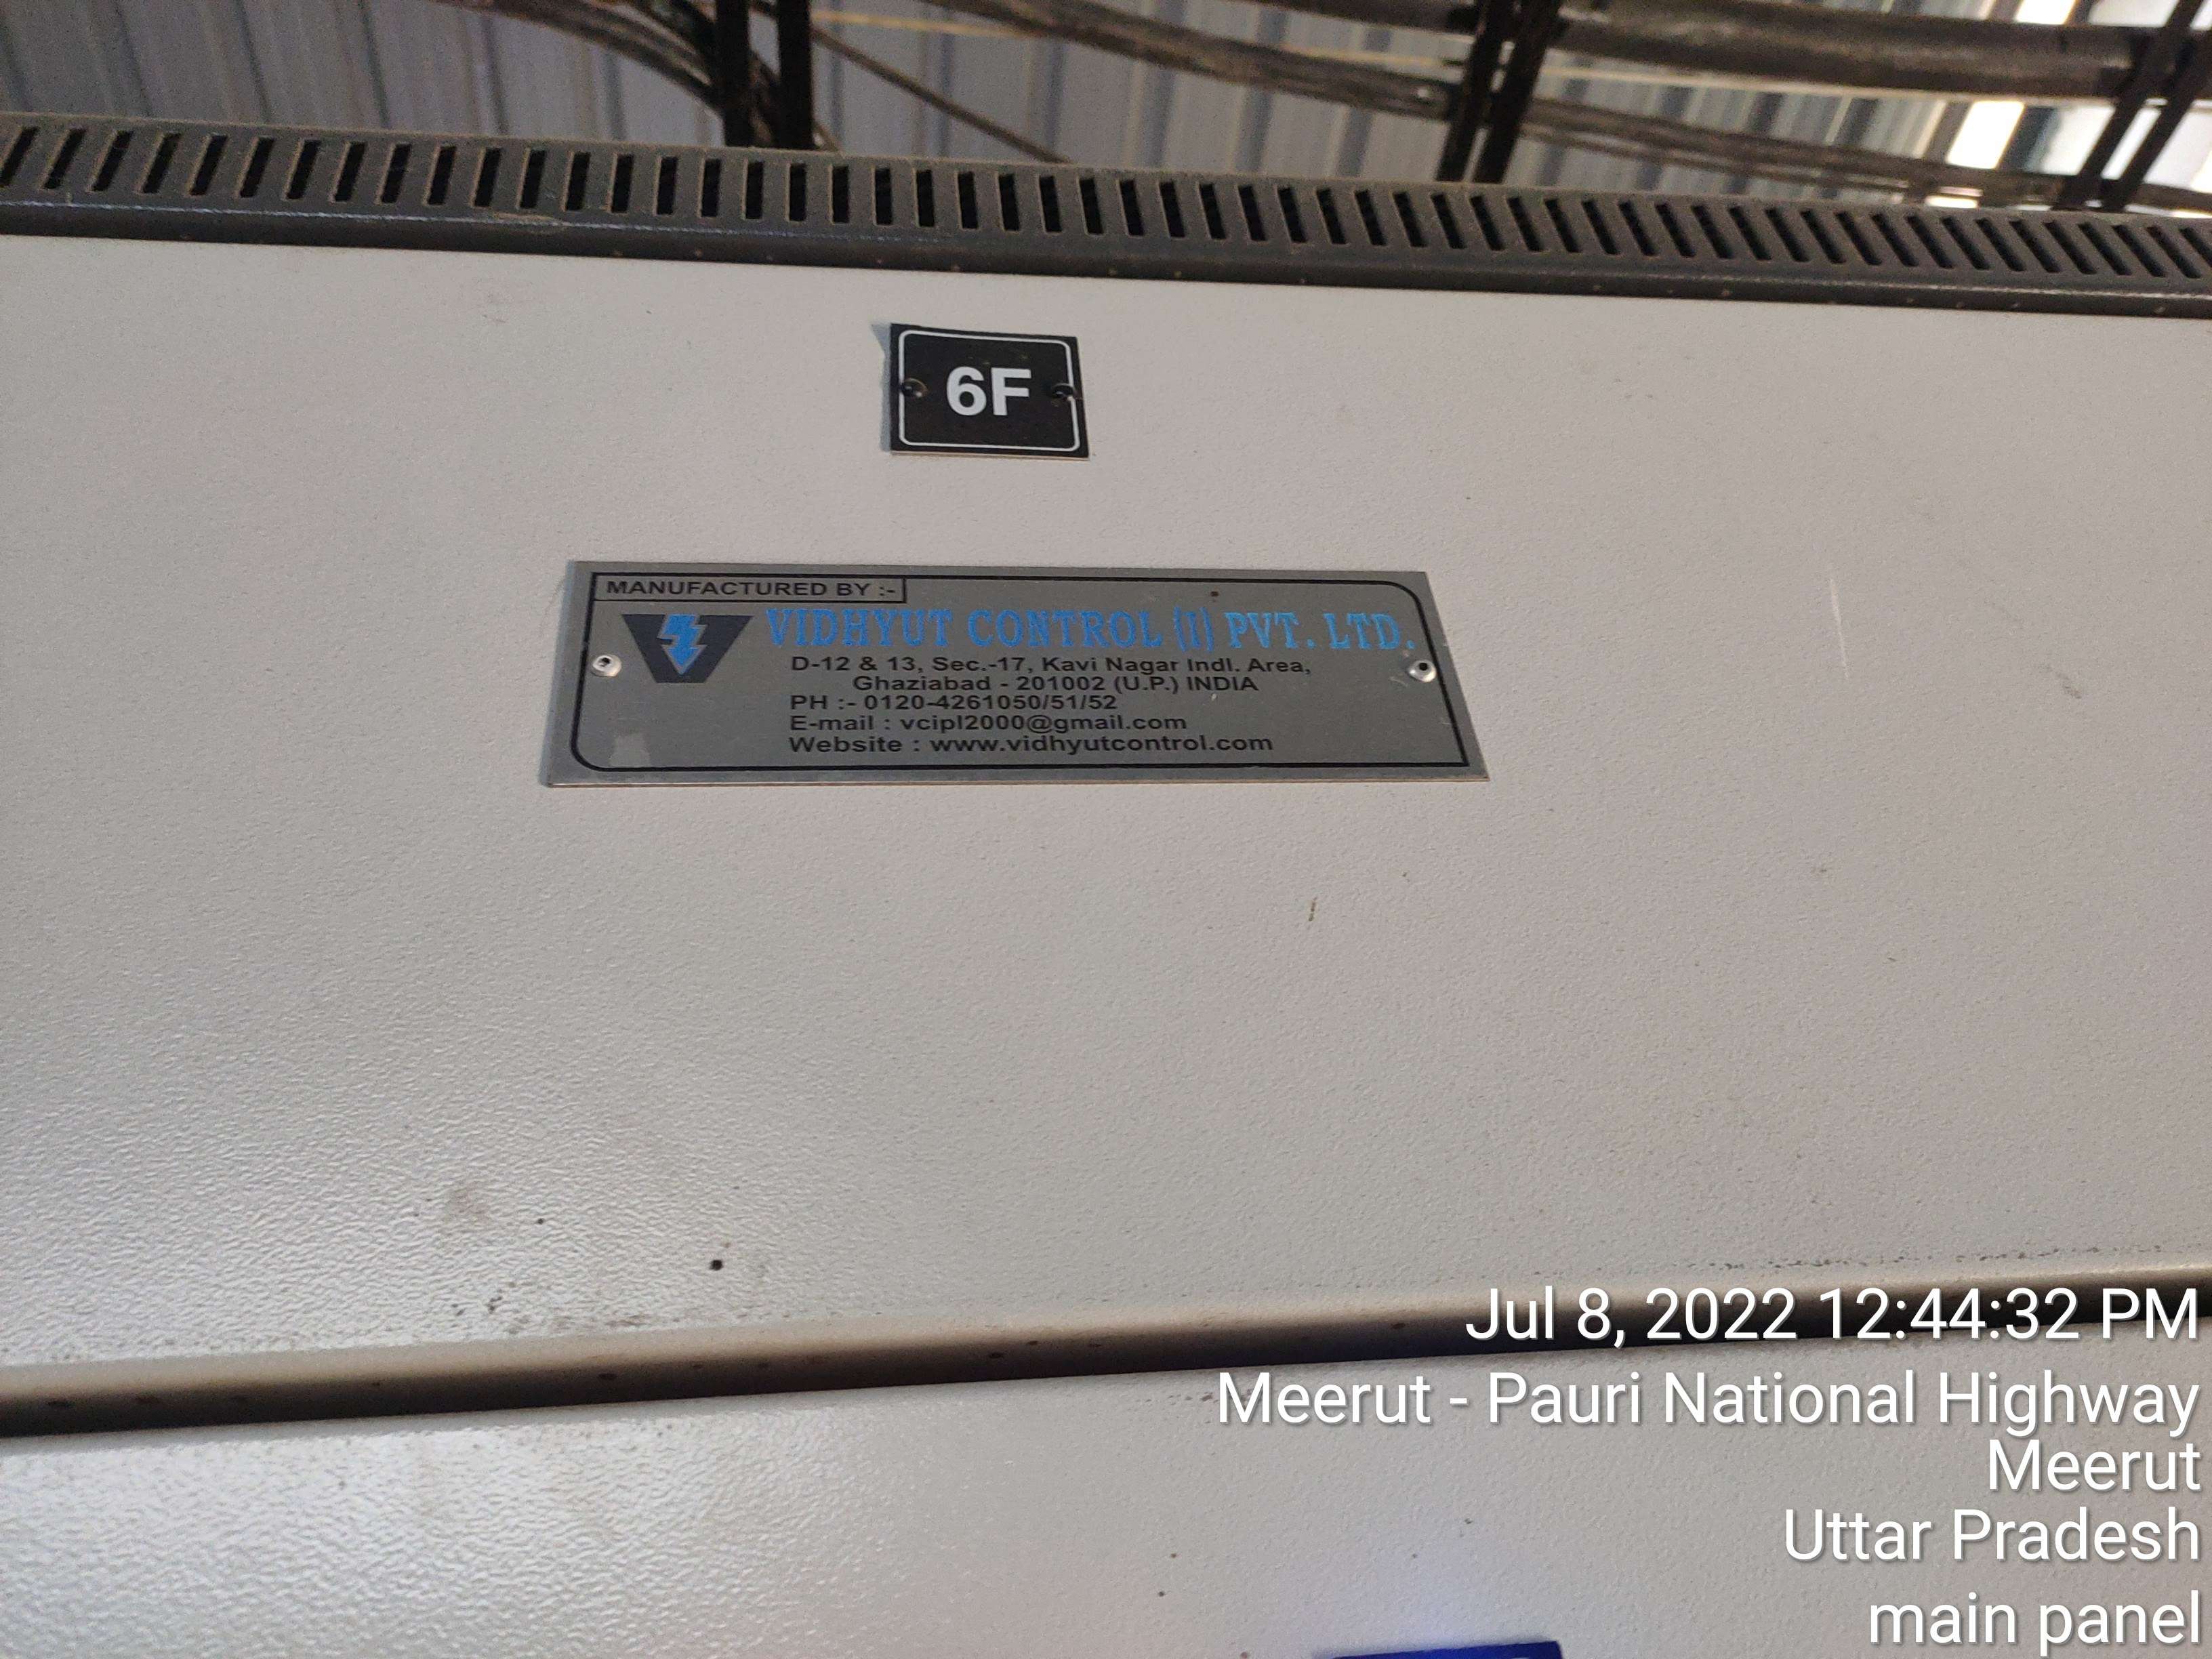 6F
MANUFACTURED BY :-
VIDHYUT CONTROL (I) PVT. LTD.
D-12 & 13, Sec.-17, Kavi Nagar Indl. Area,
Ghaziabad - 201002 (U.P.) INDIA
PH :- 0120-4261050/51/52
E-mail : vcipl2000@gmail.com
Website : www.vidhyutcontrol.com
Jul 8, 2022 12:44:32 PM
Meerut - Pauri National Highway
Meerut
Uttar Pradesh
main panel